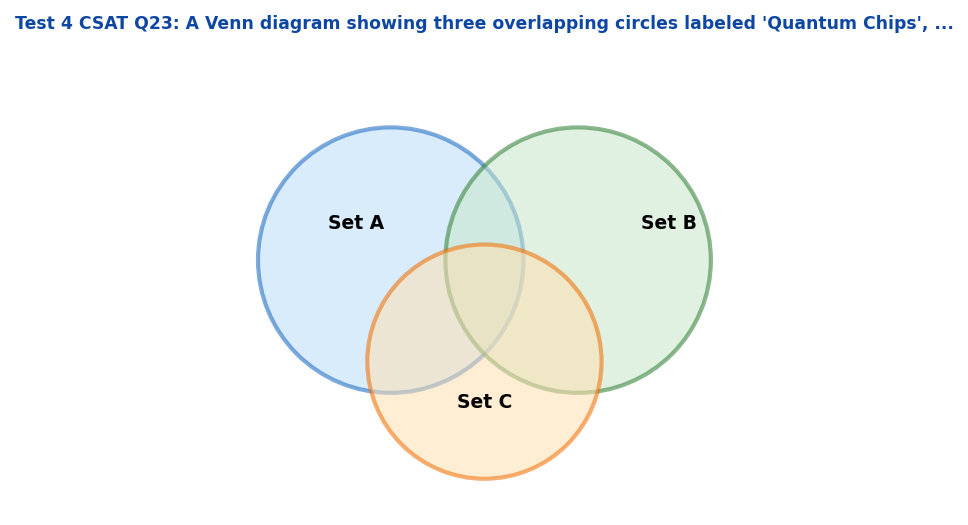 Test 4 CSAT Q23: A Venn diagram showing three overlapping circles labeled 'Quantum Chips', ...
Set A
Set B
Set C